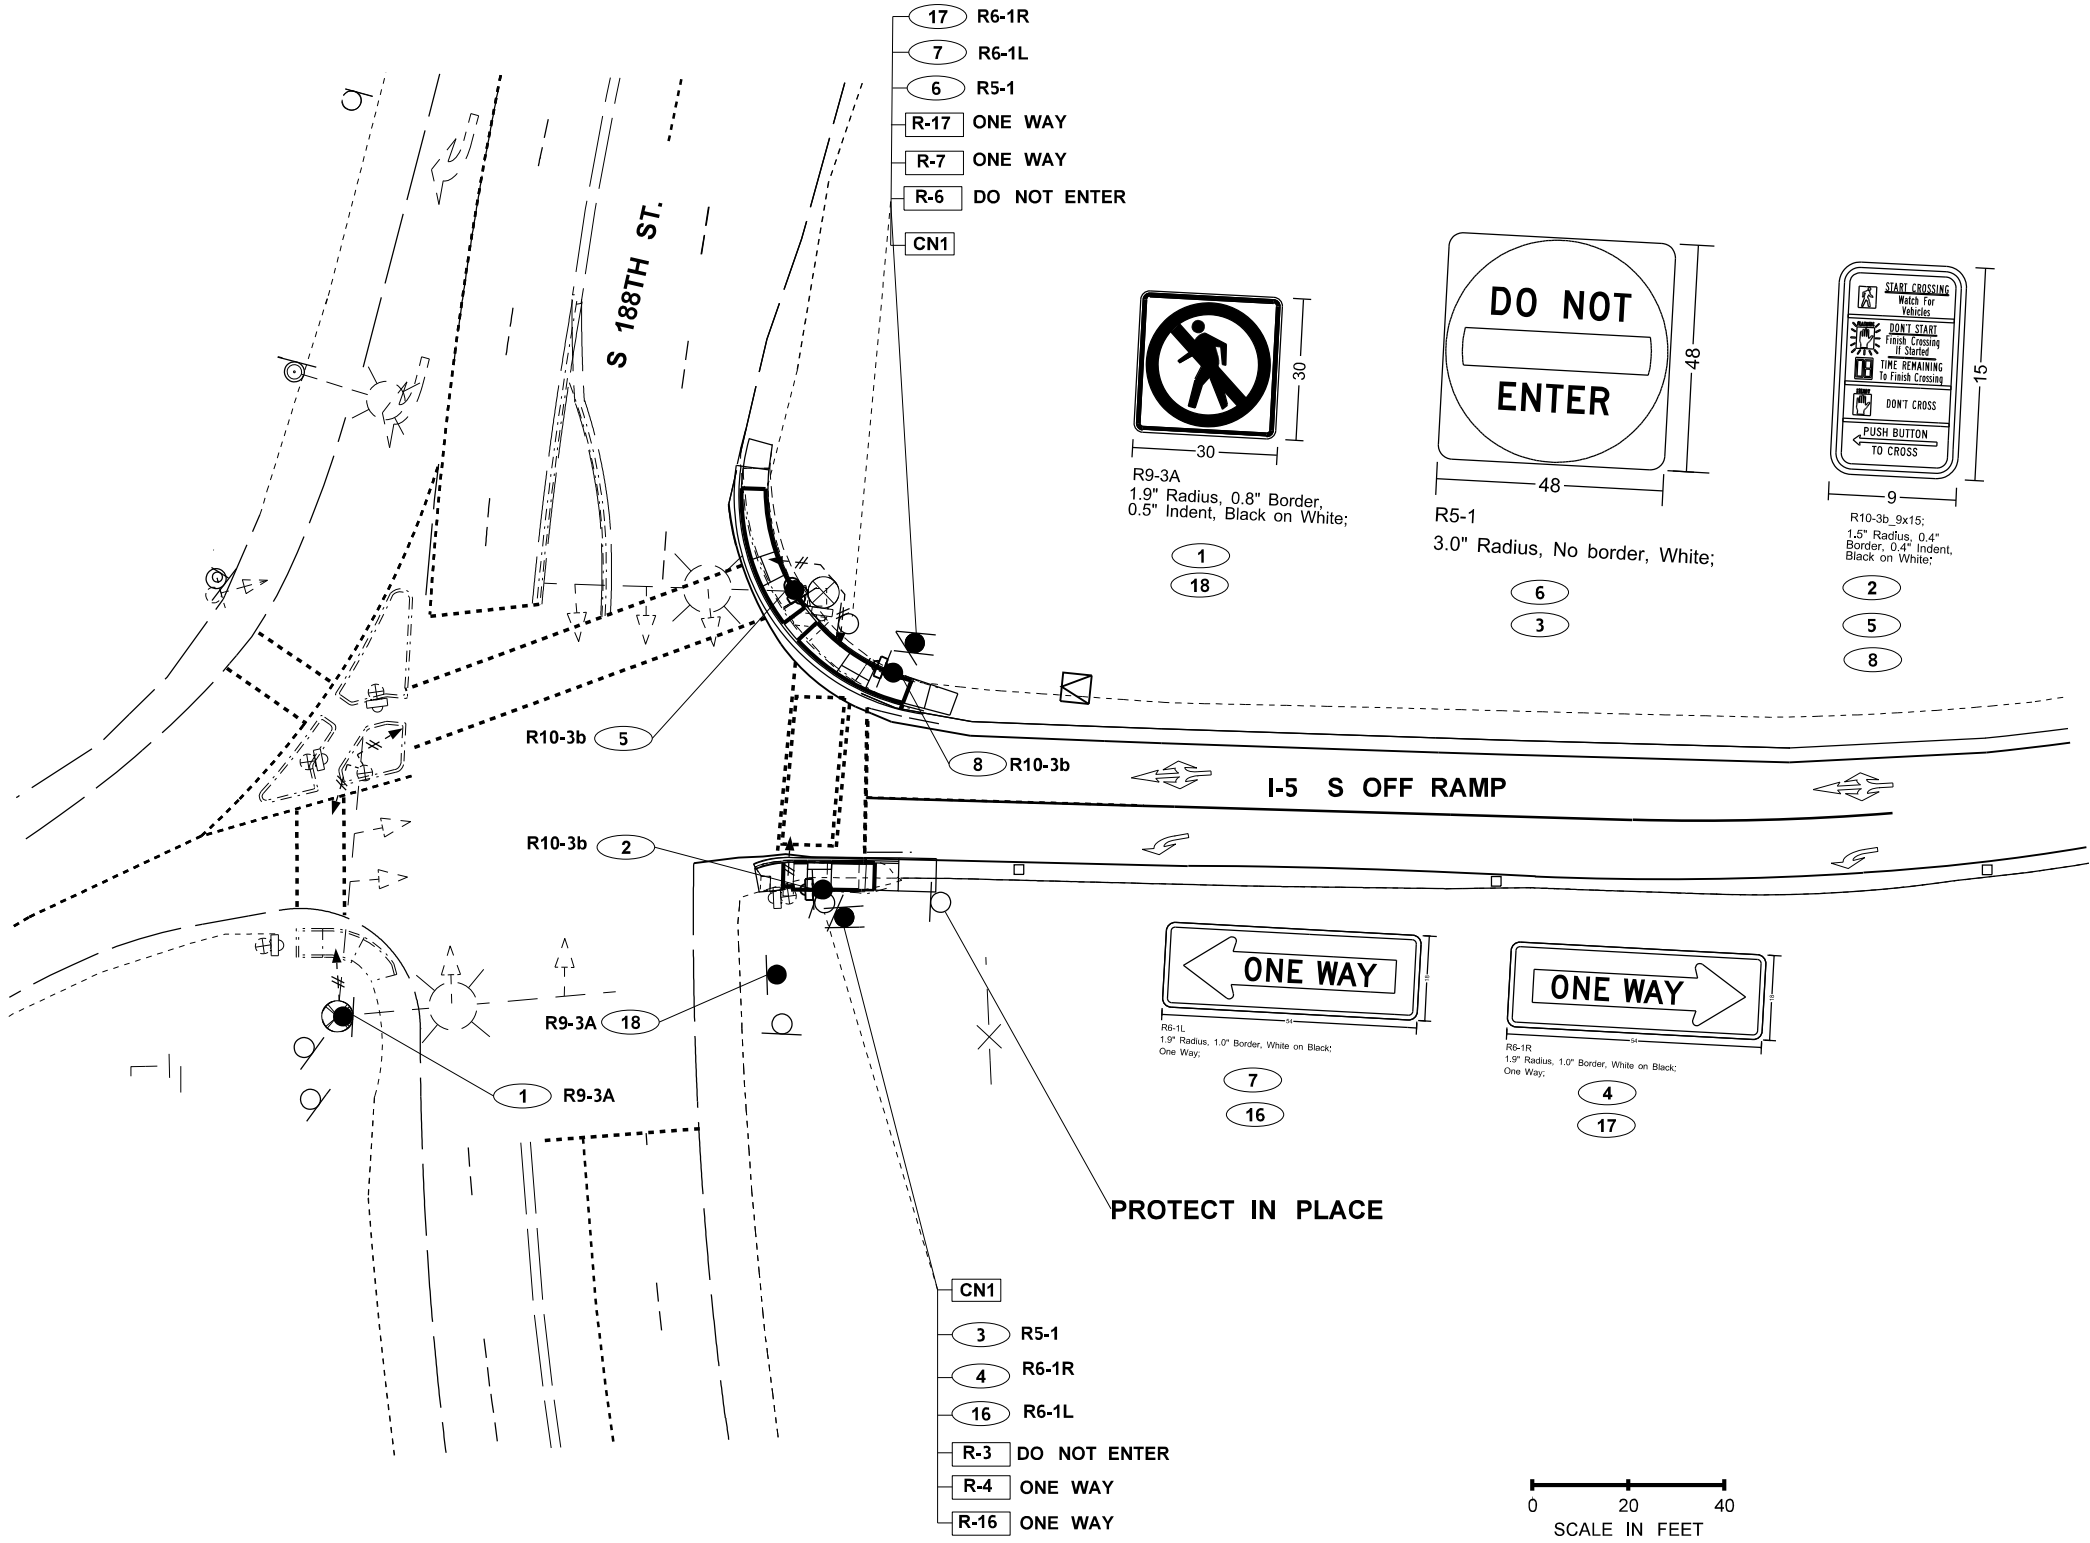 17 R6-1R
7 R6-1L
6 R5-1
R-17 ONE WAY
R-7 ONE WAY
R-6 DO NOT ENTER
CN1
S 188TH ST.
30
30
R9-3A
1.9" Radius, 0.8" Border,
0.5" Indent, Black on White;
1
18
DO NOT
ENTER
48
48
R5-1
3.0" Radius, No border, White;
6
3
START CROSSING
Watch For
Vehicles
FLASHING
DON'T START
Finish Crossing
If Started
TIME REMAINING
To Finish Crossing
STEADY
DON'T CROSS
PUSH BUTTON
TO CROSS
15
9
R10-3b_9x15;
1.5" Radius, 0.4"
Border, 0.4" Indent,
Black on White;
2
5
8
R10-3b 5
8 R10-3b
I-5 S OFF RAMP
R10-3b 2
R9-3A 18
1 R9-3A
ONE WAY
18
54
R6-1L
1.9" Radius, 1.0" Border, White on Black;
One Way;
7
16
ONE WAY
18
54
R6-1R
1.9" Radius, 1.0" Border, White on Black;
One Way;
4
17
PROTECT IN PLACE
CN1
3 R5-1
4 R6-1R
16 R6-1L
R-3 DO NOT ENTER
R-4 ONE WAY
R-16 ONE WAY
0 20 40
SCALE IN FEET